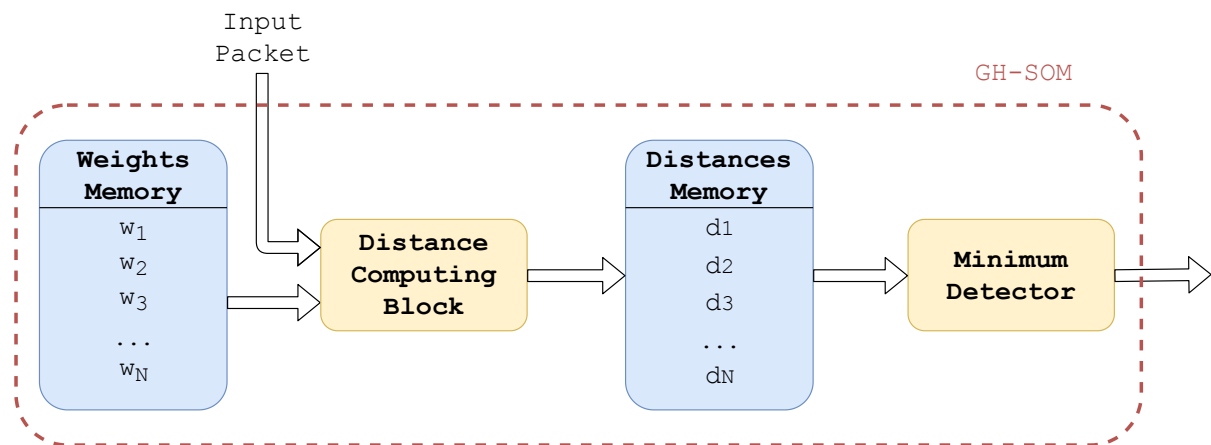 Input
Packet
GH-SOM
Weights
Memory
w1
w2
w3
...
wN
Distance
Computing
Block
Distances
Memory
d1
d2
d3
...
dN
Minimum
Detector